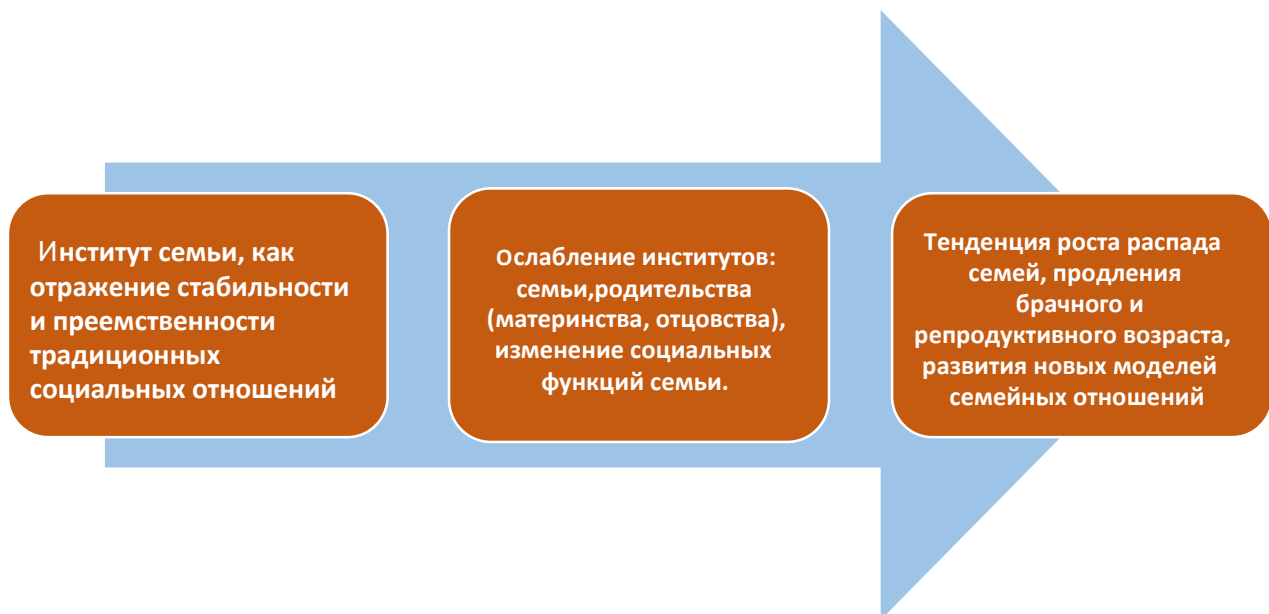 Институт семьи, как
отражение стабильности
и преемственности
традиционных
социальных отношений
Ослабление институтов:
семьи,родительства
(материнства, отцовства),
изменение социальных
функций семьи.
Тенденция роста распада
семей, продления
брачного и
репродуктивного возраста,
развития новых моделей
семейных отношений